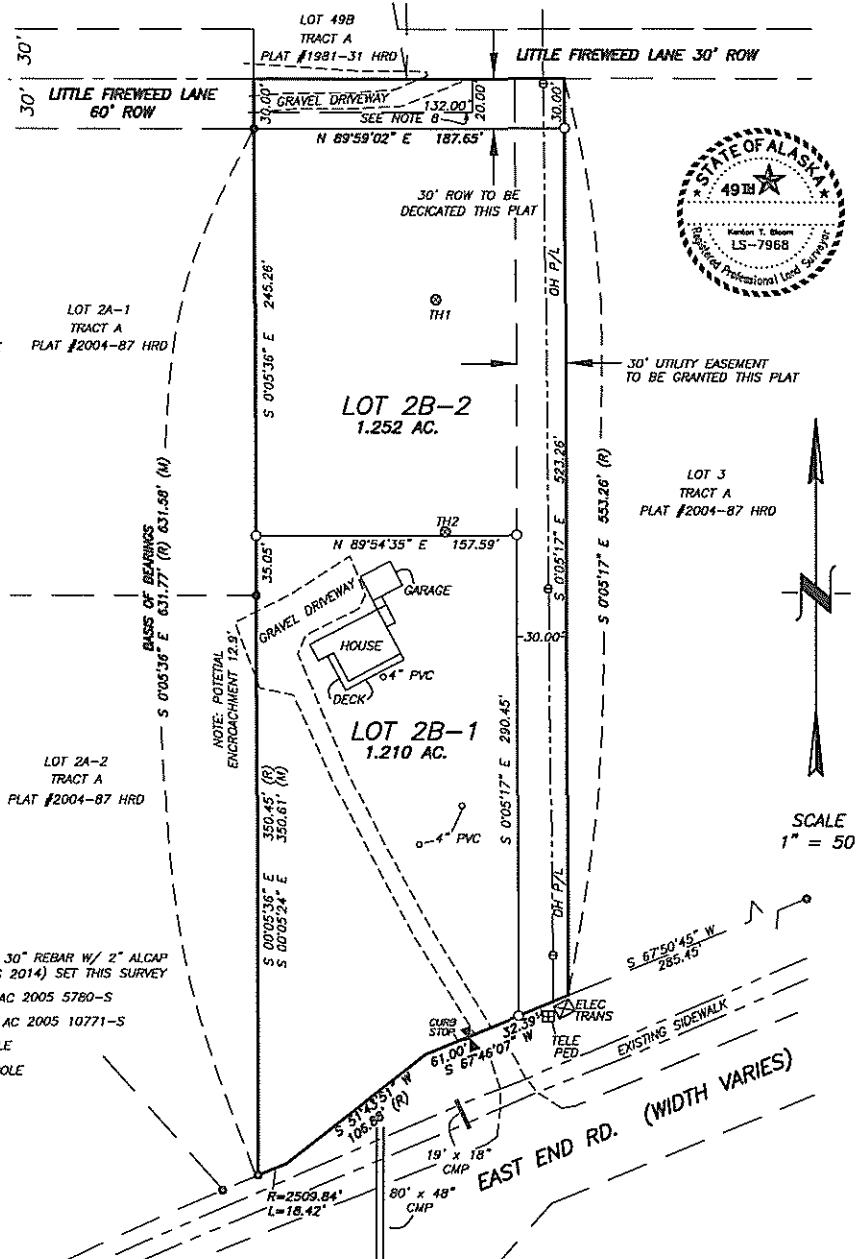 LOT 49B
TRACT A
PLAT #1981-31 HRD
30'
30'
LITTLE FIREWEED LANE
60' ROW
LITTLE FIREWEED LANE 30' ROW
30.00'
GRAVEL DRIVEWAY
132.00'
20.00'
30.00'
SEE NOTE 8
N 89'59'02" E 187.65'
30' ROW TO BE
DECICATED THIS PLAT
STATE OF ALASKA
49TH
Kenton T. Bloom
LS-7968
Registered Professional Land Surveyor
LOT 2A-1
TRACT A
PLAT #2004-87 HRD
S 0'05'36" E 245.26'
TH1
OH P/L
30' UTILITY EASEMENT
TO BE GRANTED THIS PLAT
LOT 2B-2
1.252 AC.
BASIS OF BEARINGS
S 0'05'36" E 631.77' (R) 631.58' (M)
S 0'05'17" E 523.26'
S 0'05'17" E 553.26' (R)
LOT 3
TRACT A
PLAT #2004-87 HRD
TH2
N 89'54'35" E 157.59'
35.05'
GRAVEL DRIVEWAY
GARAGE
HOUSE
DECK
4" PVC
30.00'
N
NOTE: POTETIAL
ENCROACHMENT 12.9'
LOT 2B-1
1.210 AC.
S 0'05'17" E 290.45'
LOT 2A-2
TRACT A
PLAT #2004-87 HRD
S 00'05'36" E 350.45' (R)
S 00'05'24" E 350.61' (M)
4" PVC
OH P/L
SCALE
1" = 50
30" REBAR W/ 2" ALCAP
S 2014) SET THIS SURVEY
AC 2005 5780-S
AC 2005 10771-S
LE
OLE
S 67'50'45" W
285.45'
CURB
STOP
32.39'
ELEC
TRANS
TELE
PED
61.00'
S 67'46'07" W
EXISTING SIDEWALK
S 51'43'51" W
106.68' (R)
19' x 18"
CMP
EAST END RD. (WIDTH VARIES)
R=2509.84'
L=18.42'
80' x 48"
CMP